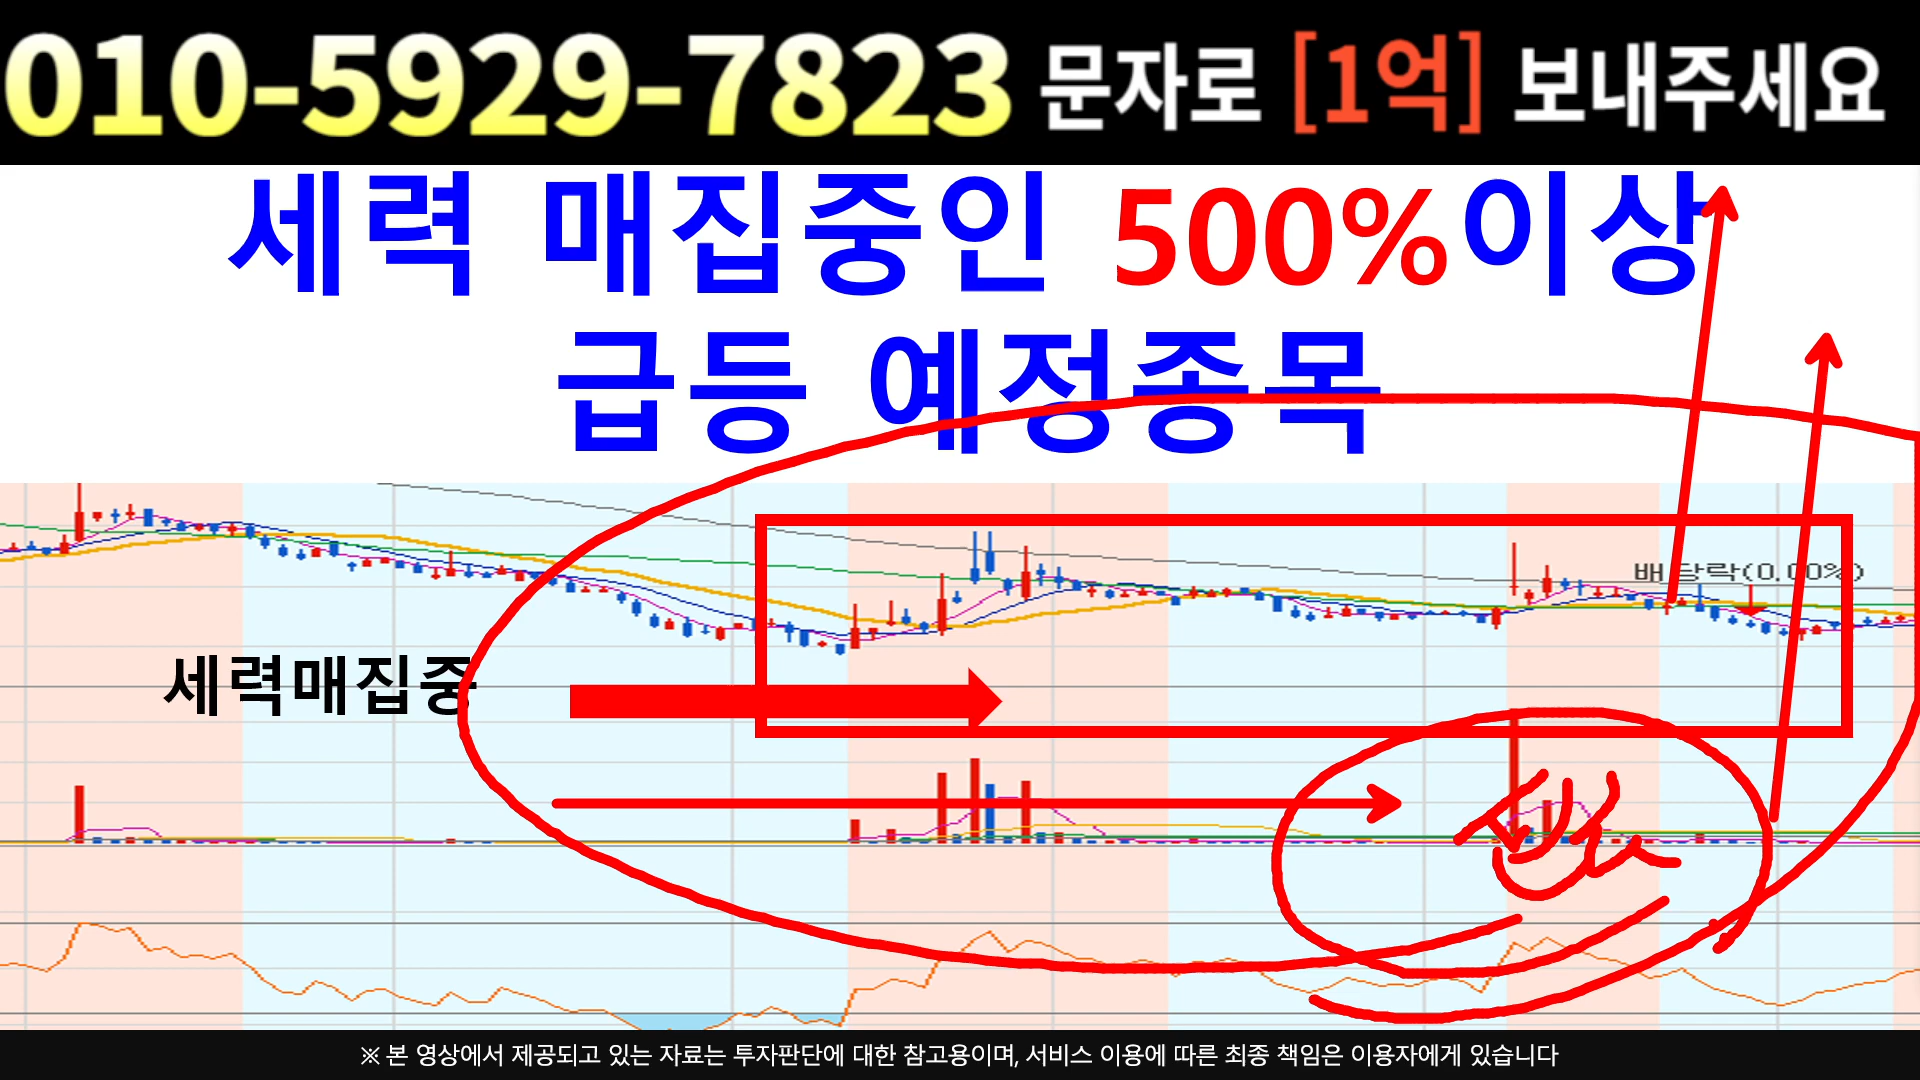 010-5929-7823 문자로 [1억] 보내주세요
세력 매집중인 500%이상
급등 예정종목
배당락(0.00%)
세력매집중
※ 본 영상에서 제공되고 있는 자료는 투자판단에 대한 참고용이며, 서비스 이용에 따른 최종 책임은 이용자에게 있습니다